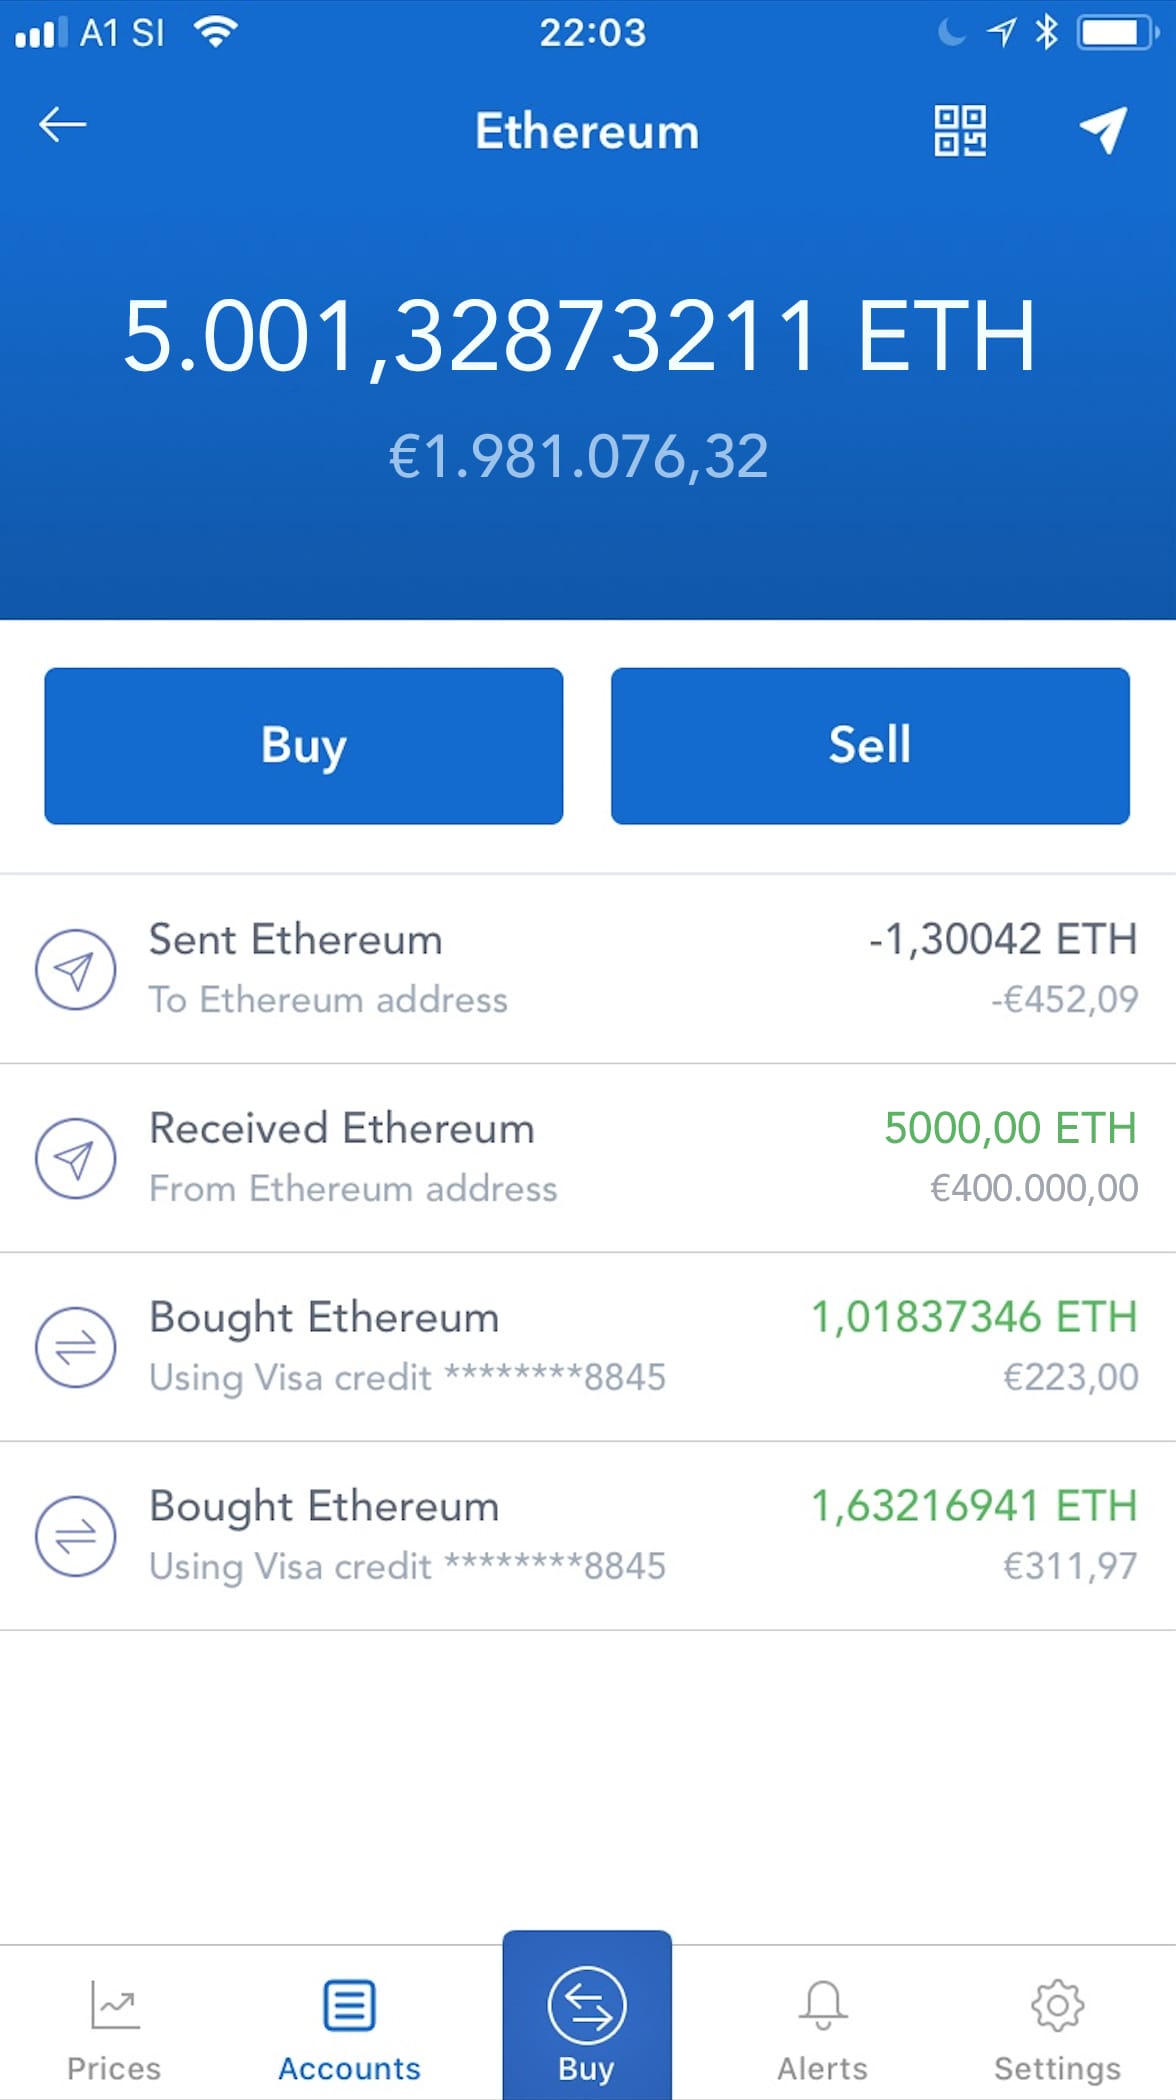 A1 SI 22:03
Ethereum
5.001,32873211 ETH
€1.981.076,32
Buy Sell
Sent Ethereum -1,30042 ETH
To Ethereum address -€452,09
Received Ethereum 5000,00 ETH
From Ethereum address €400.000,00
Bought Ethereum 1,01837346 ETH
Using Visa credit ********8845 €223,00
Bought Ethereum 1,63216941 ETH
Using Visa credit ********8845 €311,97
Prices Accounts Buy Alerts Settings